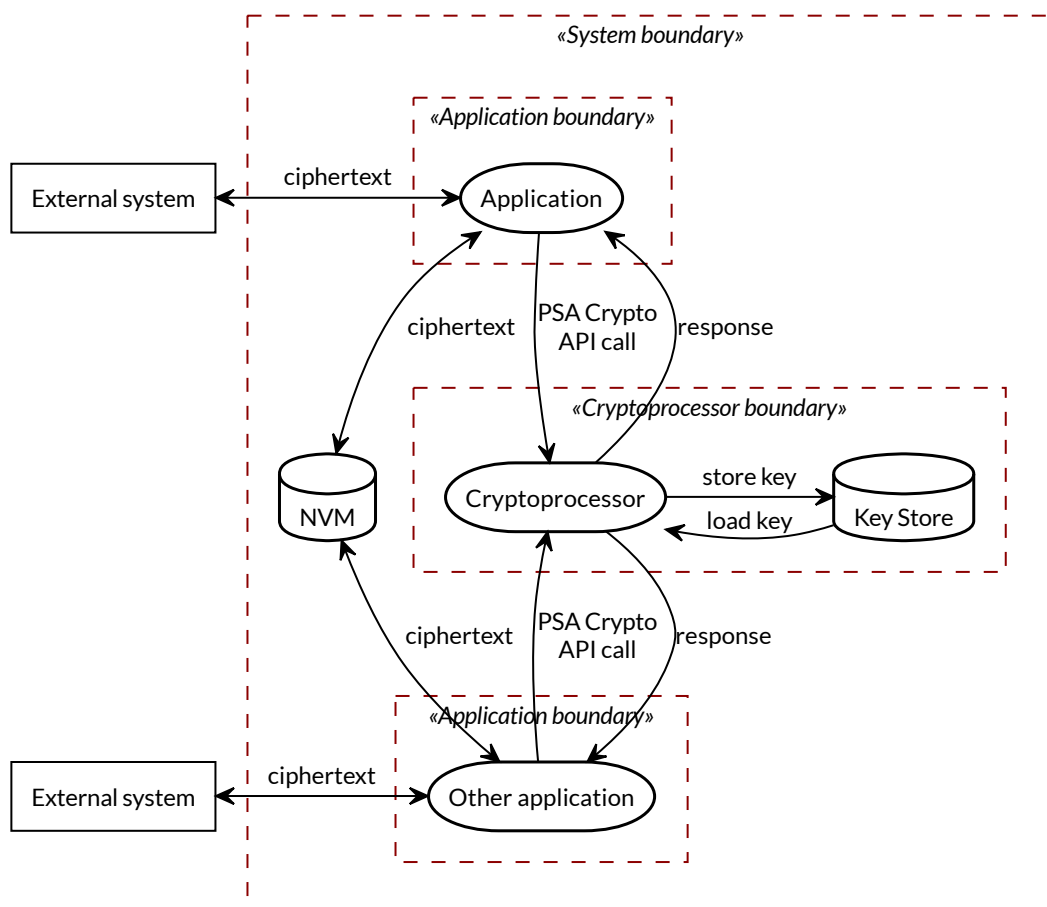 «System boundary»
«Application boundary»
ciphertext
External system
Application
ciphertext
PSA Crypto
API call
response
«Cryptoprocessor boundary»
NVM
Cryptoprocessor
store key
load key
Key Store
ciphertext
PSA Crypto
API call
response
«Application boundary»
ciphertext
External system
Other application